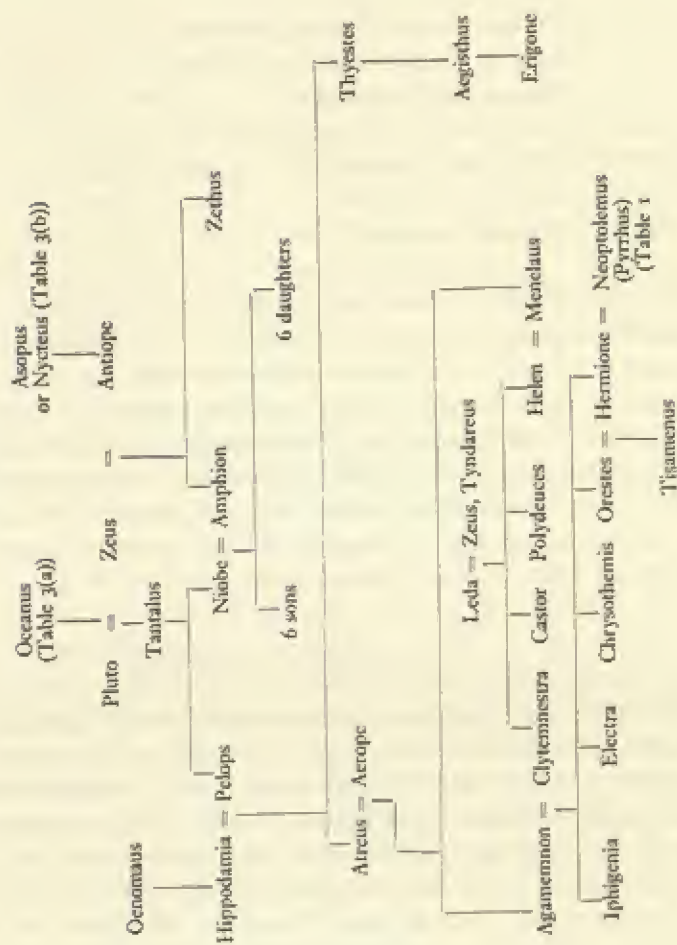 Oceanus Asopus
(Table 3(a)) or Nycteus (Table 3(b))
Pluto = Zeus = Antiope
Oenomaus Tantalus
Hippodamia = Pelops Niobe = Amphion Zethus
6 sons 6 daughters
Atreus = Aerope Thyestes
Leda = Zeus, Tyndareus Aegisthus
Agamemnon = Clytemnestra Castor Polydeuces Helen = Menelaus Erigone
Iphigenia Electra Chrysothemis Orestes = Hermione = Neoptolemus
(Pyrrhus)
(Table 1
Tisamenus